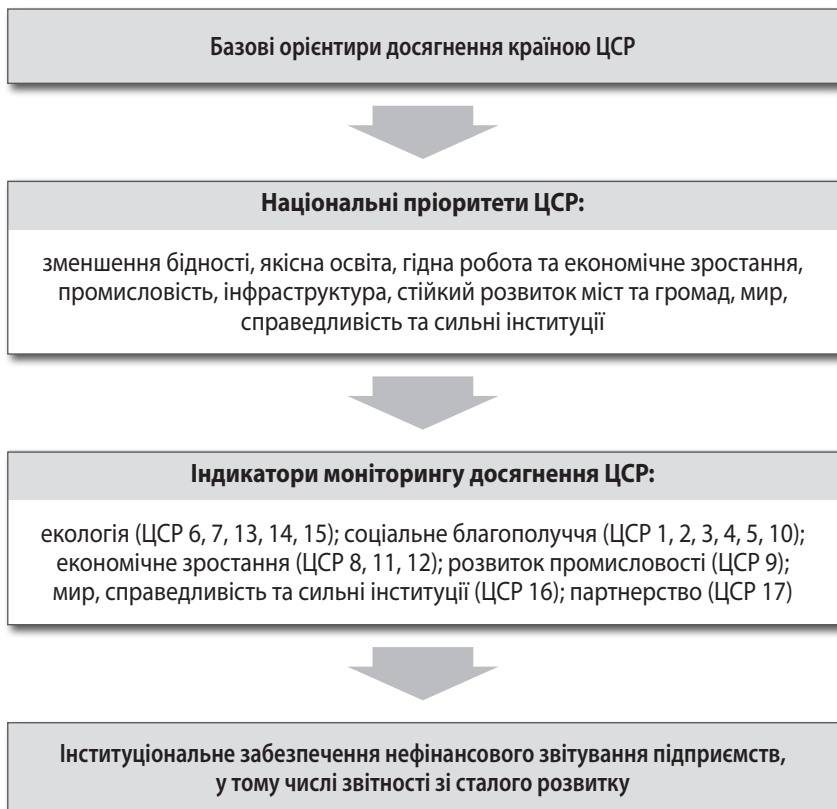 Базові орієнтири досягнення країною ЦСР
Національні пріоритети ЦСР:
зменшення бідності, якісна освіта, гідна робота та економічне зростання,
промисловість, інфраструктура, стійкий розвиток міст та громад, мир,
справедливість та сильні інституції
Індикатори моніторингу досягнення ЦСР:
екологія (ЦСР 6, 7, 13, 14, 15); соціальне благополуччя (ЦСР 1, 2, 3, 4, 5, 10);
економічне зростання (ЦСР 8, 11, 12); розвиток промисловості (ЦСР 9);
мир, справедливість та сильні інституції (ЦСР 16); партнерство (ЦСР 17)
Інституціональне забезпечення нефінансового звітування підприємств,
у тому числі звітності зі сталого розвитку